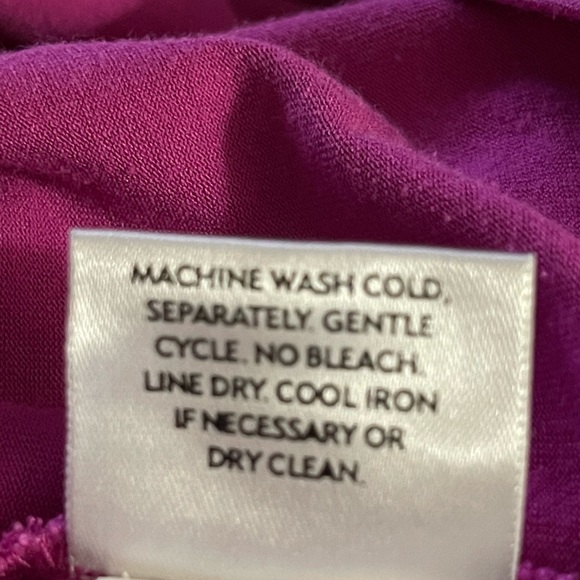 MACHINE WASH COLD,
SEPARATELY. GENTLE
CYCLE. NO BLEACH.
LINE DRY. COOL IRON
IF NECESSARY OR
DRY CLEAN.